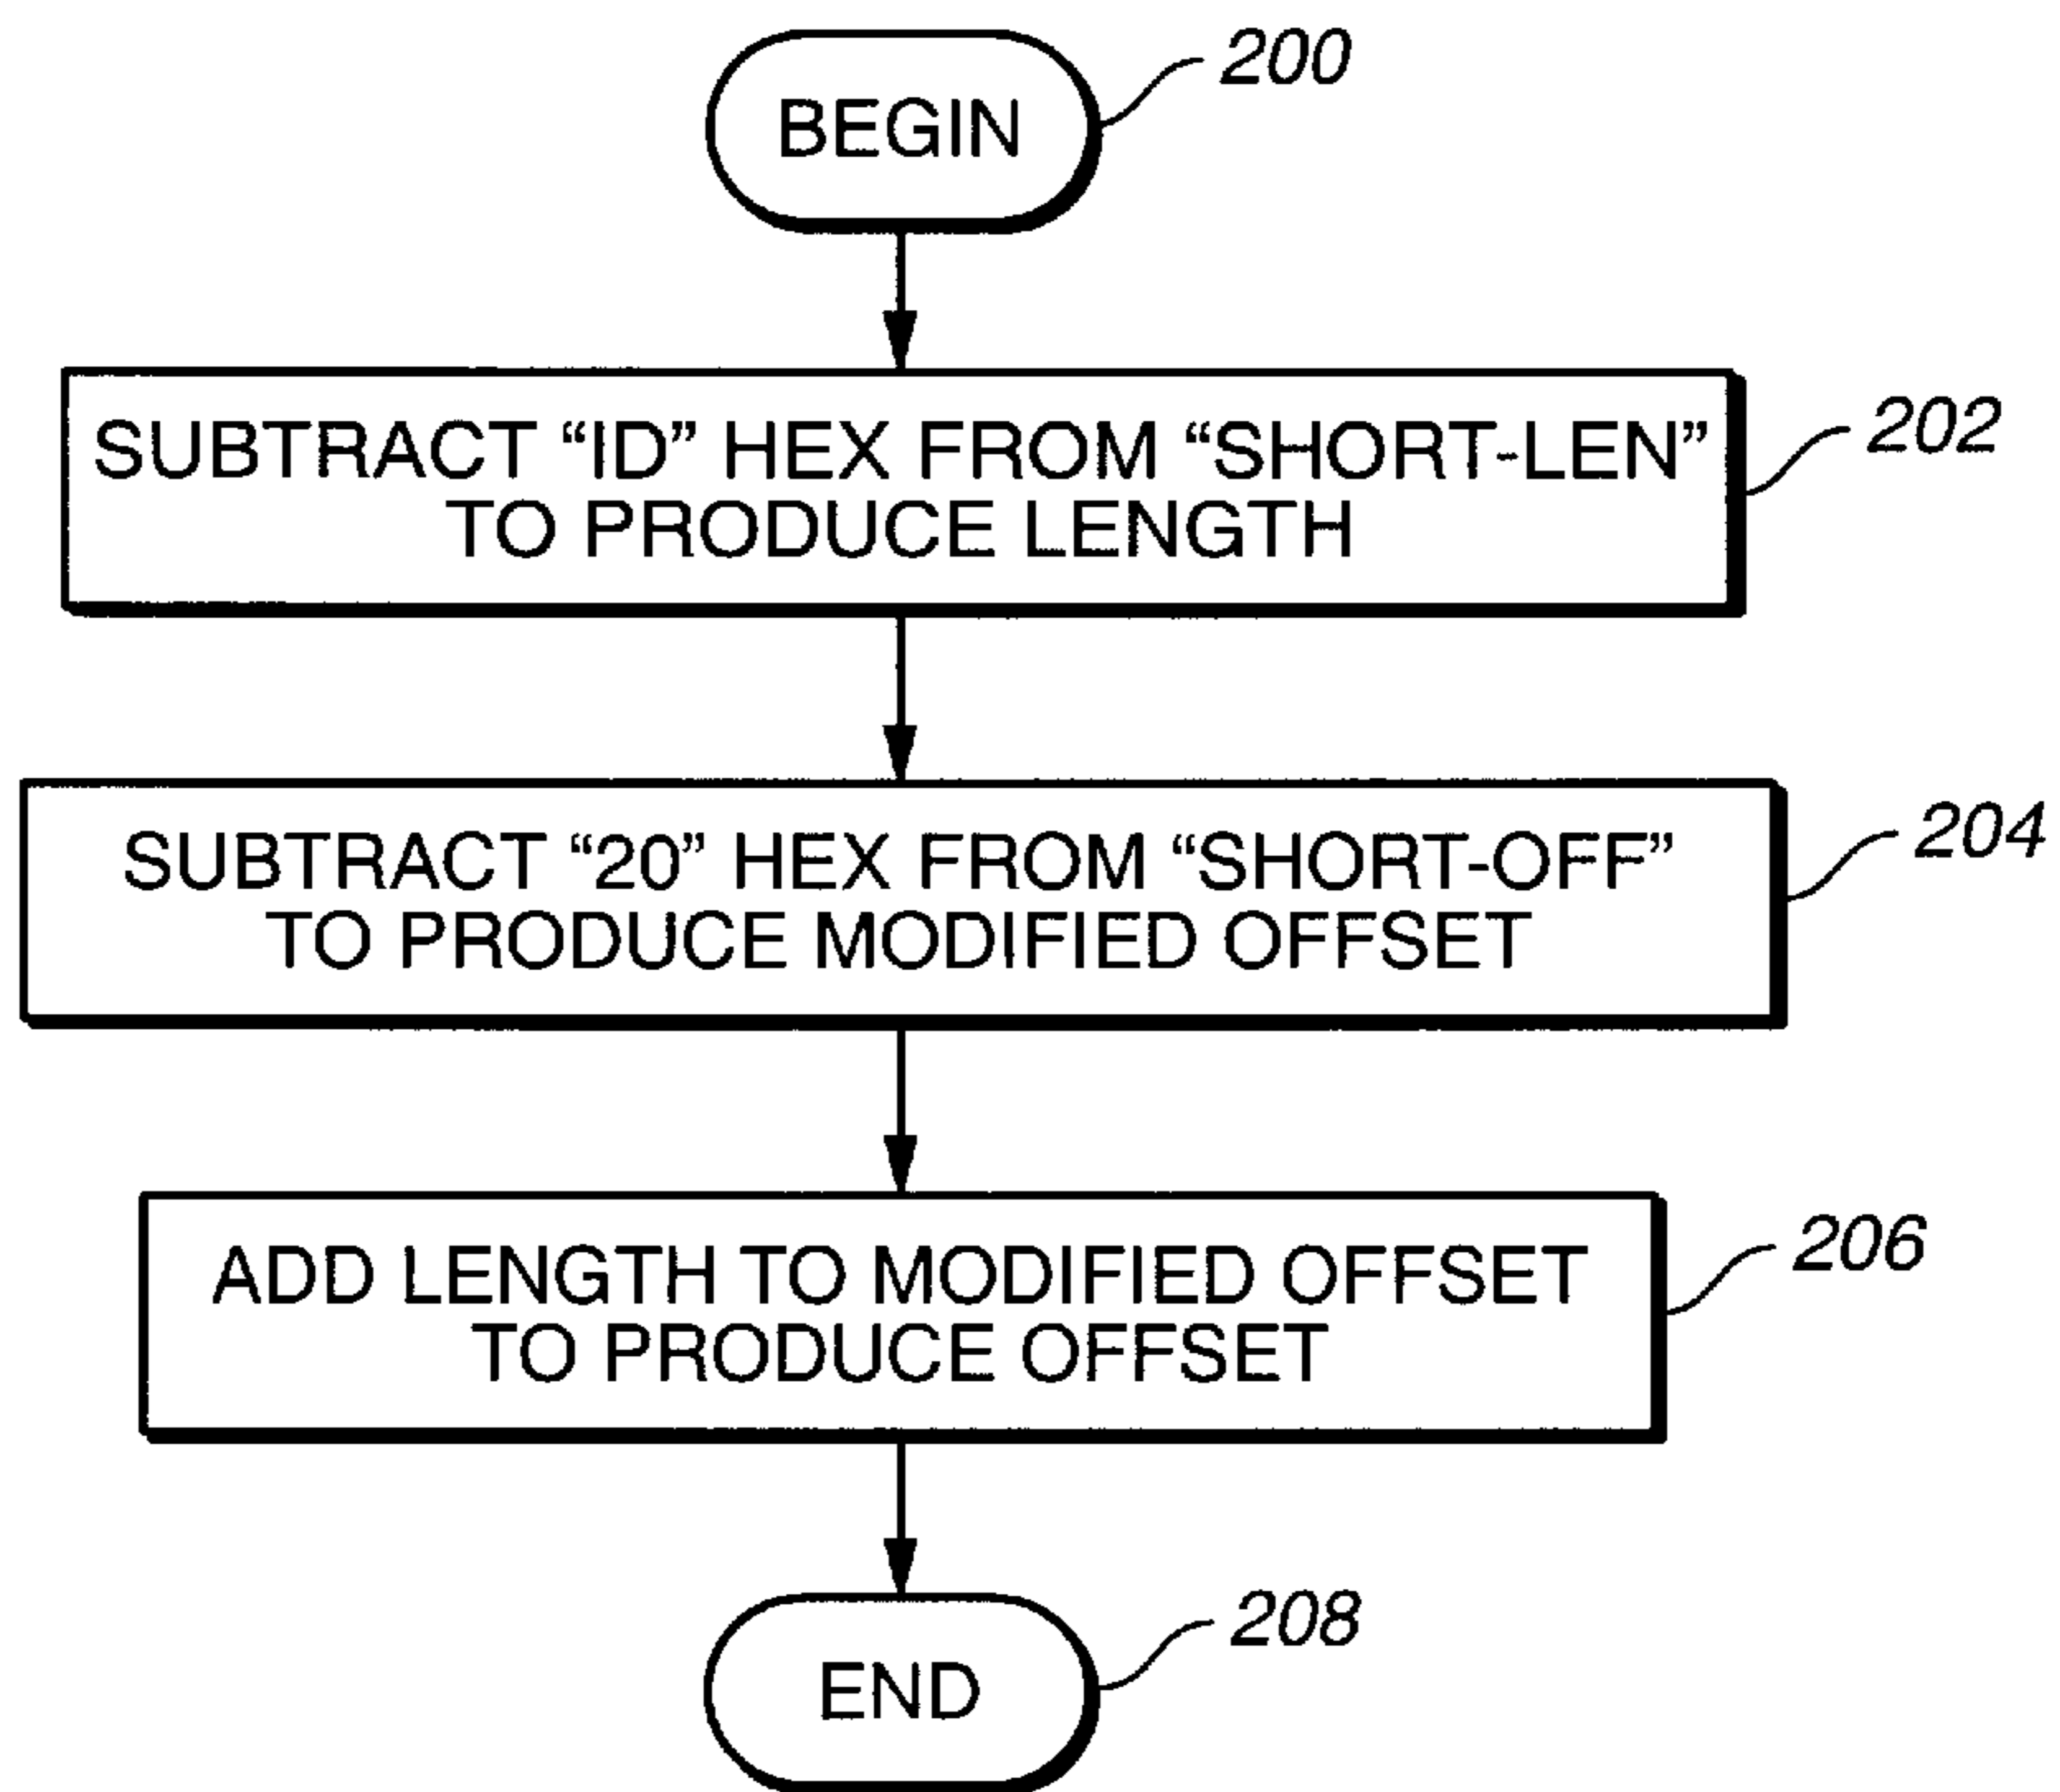 BEGIN
200
SUBTRACT “ID” HEX FROM “SHORT-LEN”
TO PRODUCE LENGTH
202
SUBTRACT “20” HEX FROM “SHORT-OFF”
TO PRODUCE MODIFIED OFFSET
204
ADD LENGTH TO MODIFIED OFFSET
TO PRODUCE OFFSET
206
END
208